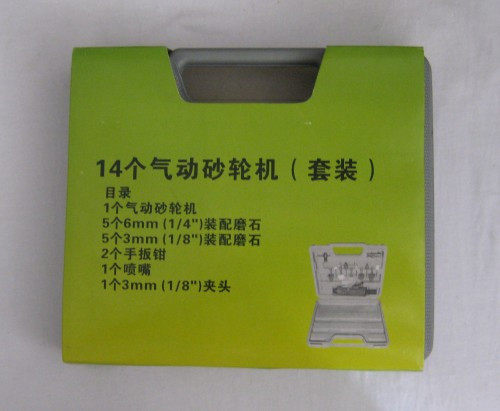 14个气动砂轮机（套装）
目录
1个气动砂轮机
5个6mm (1/4")装配磨石
5个3mm (1/8")装配磨石
2个手扳钳
1个喷嘴
1个3mm (1/8")夹头